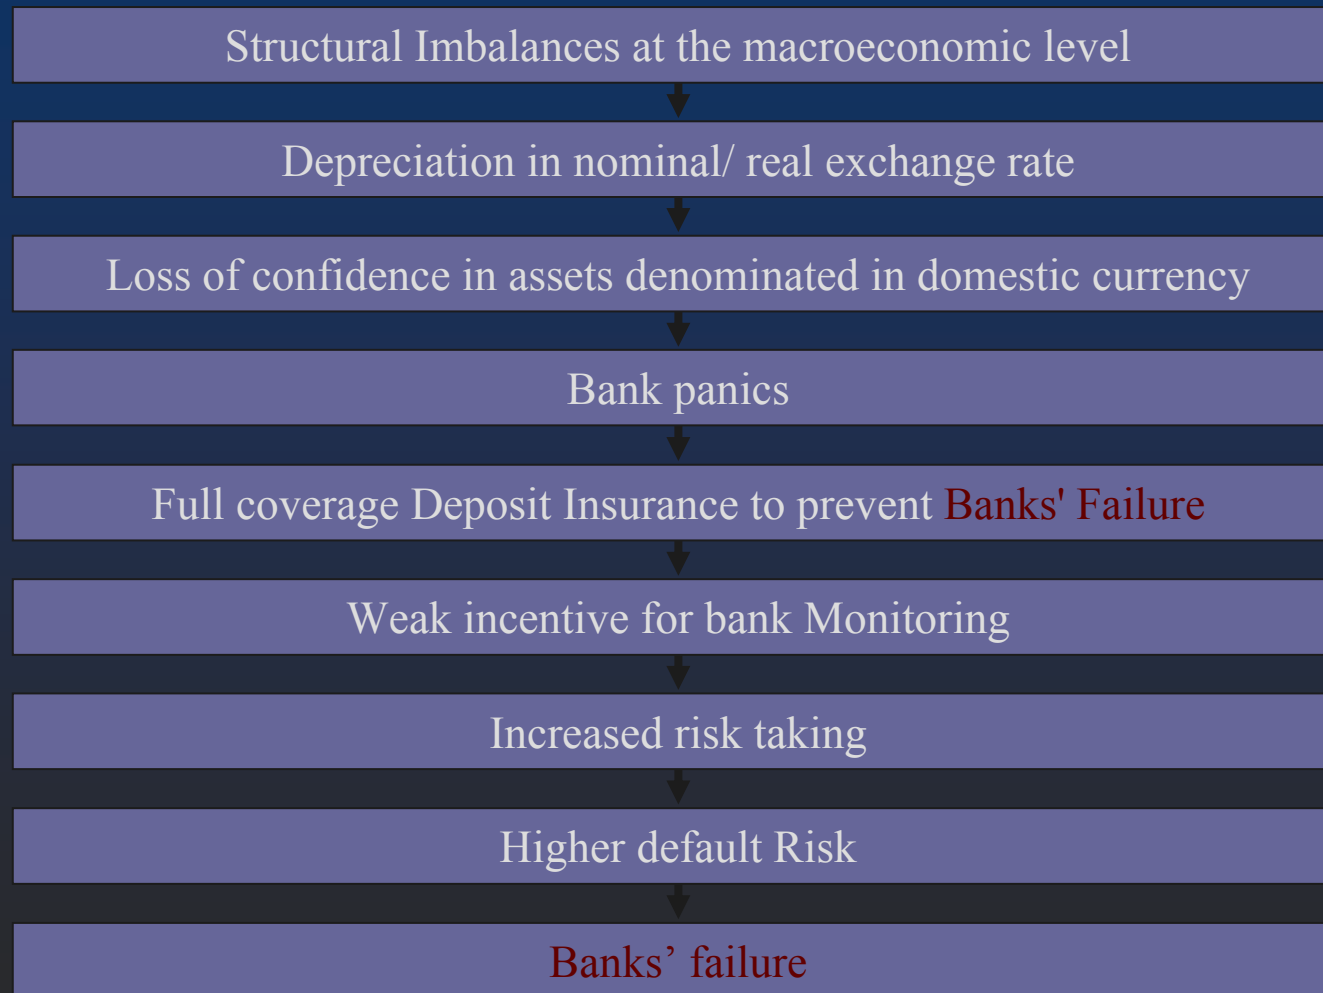 Structural Imbalances at the macroeconomic level
Depreciation in nominal/ real exchange rate
Loss of confidence in assets denominated in domestic currency
Bank panics
Full coverage Deposit Insurance to prevent Banks' Failure
Weak incentive for bank Monitoring
Increased risk taking
Higher default Risk
Banks’ failure